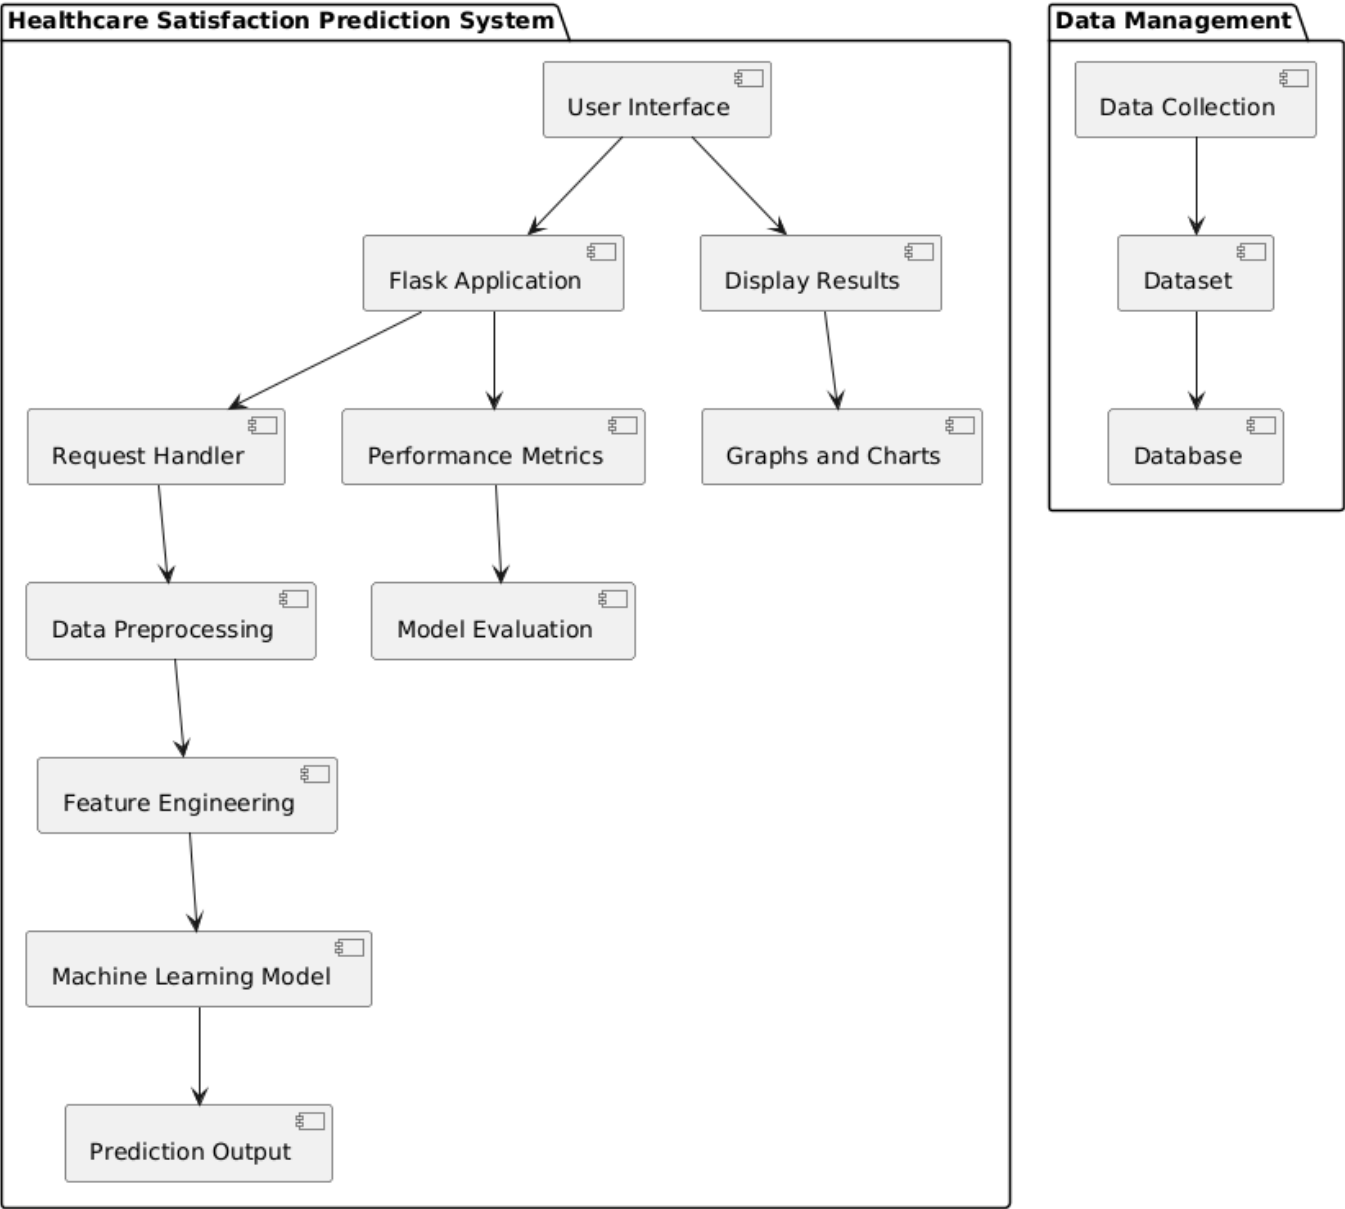 Healthcare Satisfaction Prediction System
User Interface
Flask Application
Display Results
Request Handler
Performance Metrics
Graphs and Charts
Data Preprocessing
Model Evaluation
Feature Engineering
Machine Learning Model
Prediction Output
Data Management
Data Collection
Dataset
Database